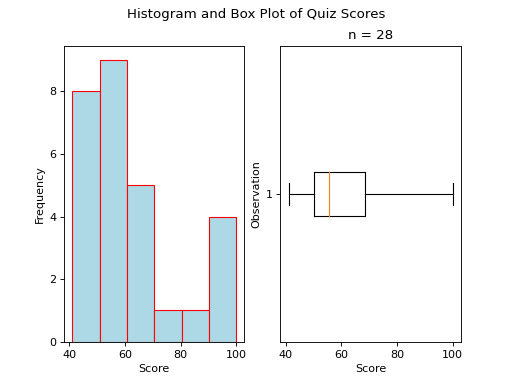 Histogram and Box Plot of Quiz Scores
n = 28
8
6
4
2
0
Frequency
40 60 80 100
Score
Observation
1
40 60 80 100
Score